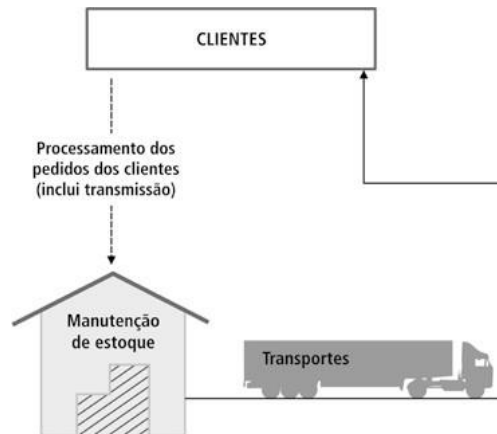 CLIENTES
Processamento dos
pedidos dos clientes
(inclui transmissão)
Manutenção
de estoque
Transportes